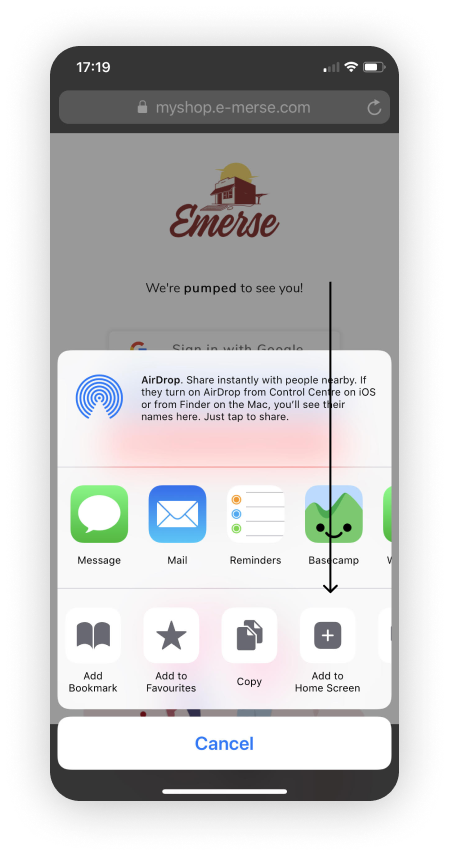 17:19
myshop.e-merse.com
Emerse
We're pumped to see you!
Sign in with Google
AirDrop. Share instantly with people nearby. If
they turn on AirDrop from Control Centre on iOS
or from Finder on the Mac, you'll see their
names here. Just tap to share.
Message Mail Reminders Basecamp
Add
Bookmark
Add to
Favourites
Copy
Add to
Home Screen
Cancel